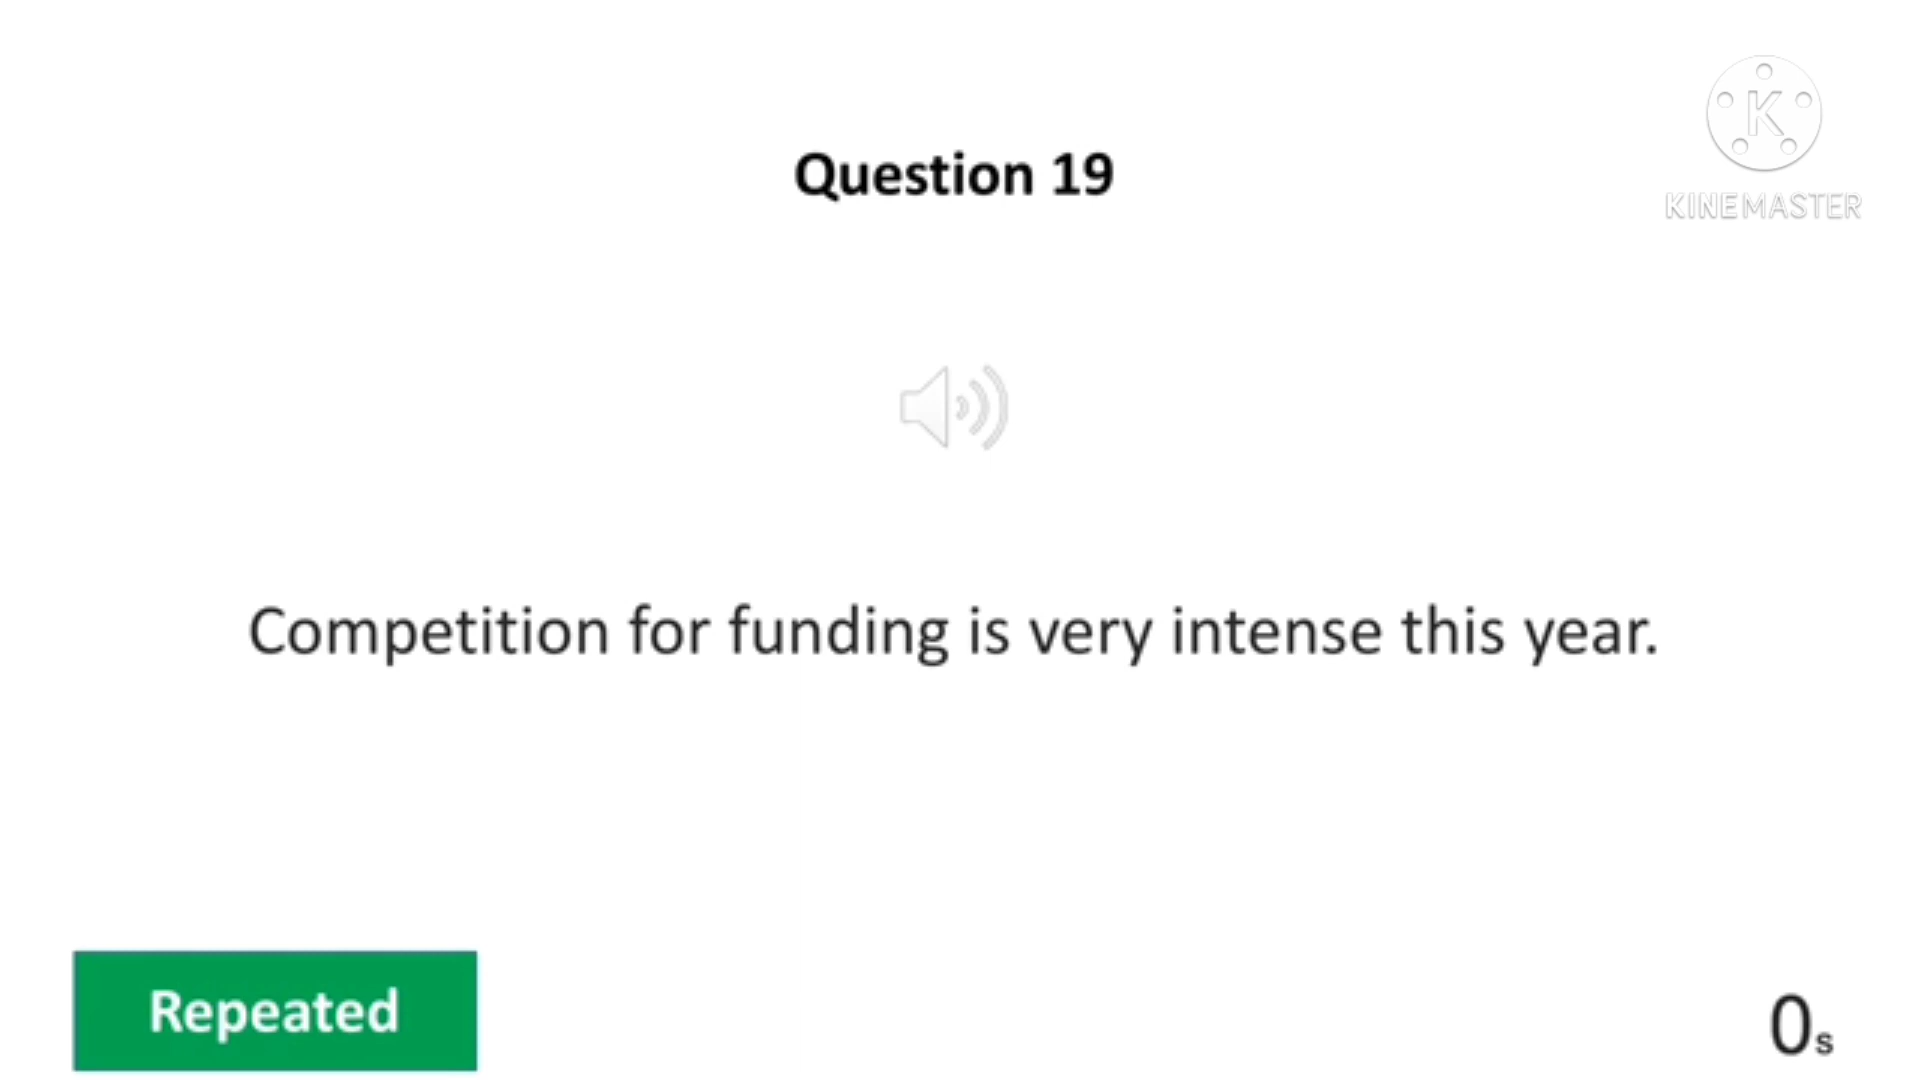 K
KINEMASTER
Question 19
Competition for funding is very intense this year.
Repeated
0s